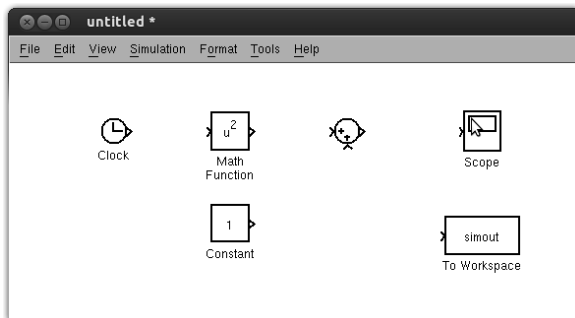 untitled *
File Edit View Simulation Format Tools Help
u²
Clock
Math
Function
Scope
1
simout
Constant
To Workspace